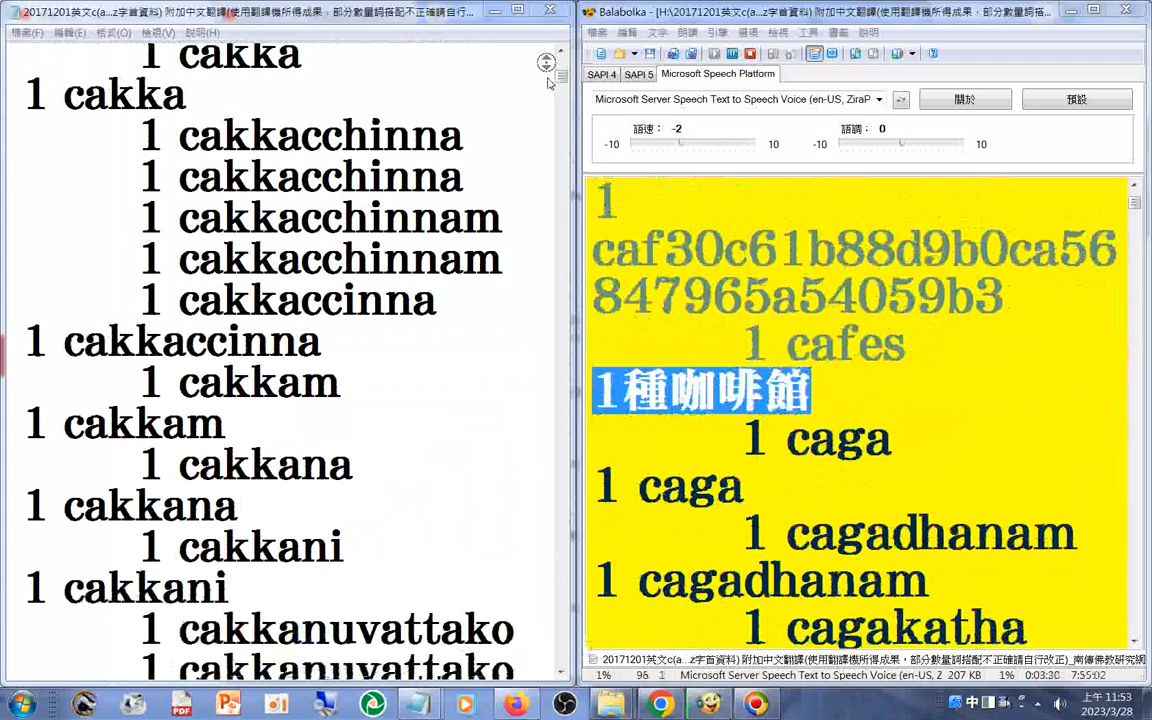 20171201英文c(a...z字首資料) 附加中文翻譯(使用翻譯機所得成果，部分數量詞搭配不正確請自行...
檔案(F) 編輯(E) 格式(O) 檢視(V) 說明(H)
1 cakka
1 cakka
1 cakkacchinna
1 cakkacchinna
1 cakkacchinnam
1 cakkacchinnam
1 cakkaccinna
1 cakkaccinna
1 cakkam
1 cakkam
1 cakkana
1 cakkana
1 cakkani
1 cakkani
1 cakkanuvattako
1 cakkanuvattako
Balabolka - [H:\20171201英文c(a...z字首資料) 附加中文翻譯(使用翻譯機所得成果，部分數量詞搭...
檔案 編輯 文字 朗讀 引擎 選項 檢視 工具 書籤 說明
SAPI 4 SAPI 5 Microsoft Speech Platform
Microsoft Server Speech Text to Speech Voice (en-US, ZiraP
關於 預設
語速： -2 語調： 0
-10 10 -10 10
1
caf30c61b88d9b0ca56
847965a54059b3
1 cafes
1種咖啡館
1 caga
1 caga
1 cagadhanam
1 cagadhanam
1 cagakatha
20171201英文c(a...z字首資料) 附加中文翻譯(使用翻譯機所得成果，部分數量詞搭配不正確請自行改正)_南傳佛教研究網
1% 96 1 Microsoft Server Speech Text to Speech Voice (en-US, Z 207 KB 1% 0:03:30 7:55:02
PDF
中
上午 11:53
2023/3/28